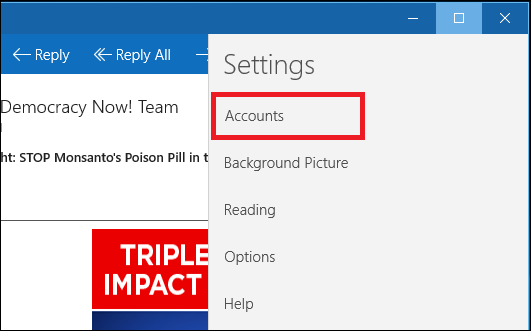 Reply
Reply All
Democracy Now! Team
ht: STOP Monsanto's Poison Pill in t
TRIPLE
IMPACT
Settings
Accounts
Background Picture
Reading
Options
Help